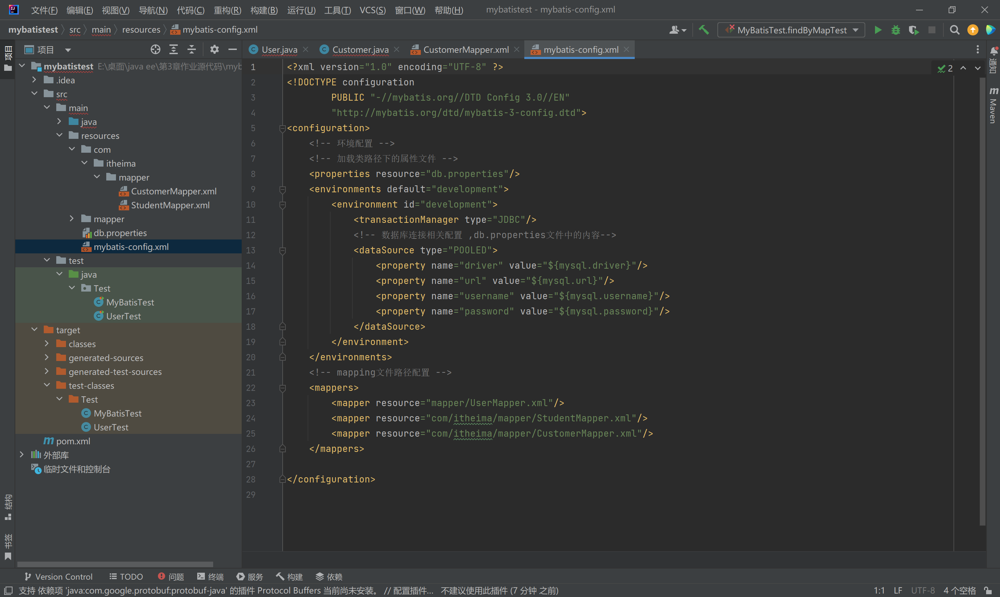 文件(F) 编辑(E) 视图(V) 导航(N) 代码(C) 重构(R) 构建(B) 运行(U) 工具(T) VCS(S) 窗口(W) 帮助(H) mybatistest - mybatis-config.xml
mybatistest src main resources mybatis-config.xml MyBatisTest.findByMapTest
项目 User.java Customer.java CustomerMapper.xml mybatis-config.xml
项目
mybatistest E:\桌面\java ee\第3章作业源代码\myb
.idea
src
main
java
resources
com
itheima
mapper
CustomerMapper.xml
StudentMapper.xml
mapper
db.properties
mybatis-config.xml
test
java
Test
MyBatisTest
UserTest
target
classes
generated-sources
generated-test-sources
test-classes
Test
MyBatisTest
UserTest
pom.xml
外部库
临时文件和控制台
结构
书签
1 <?xml version="1.0" encoding="UTF-8" ?>
2 <!DOCTYPE configuration
3 PUBLIC "-//mybatis.org//DTD Config 3.0//EN"
4 "http://mybatis.org/dtd/mybatis-3-config.dtd">
5 <configuration>
6 <!-- 环境配置 -->
7 <!-- 加载类路径下的属性文件 -->
8 <properties resource="db.properties"/>
9 <environments default="development">
10 <environment id="development">
11 <transactionManager type="JDBC"/>
12 <!-- 数据库连接相关配置 ,db.properties文件中的内容-->
13 <dataSource type="POOLED">
14 <property name="driver" value="${mysql.driver}"/>
15 <property name="url" value="${mysql.url}"/>
16 <property name="username" value="${mysql.username}"/>
17 <property name="password" value="${mysql.password}"/>
18 </dataSource>
19 </environment>
20 </environments>
21 <!-- mapping文件路径配置 -->
22 <mappers>
23 <mapper resource="mapper/UserMapper.xml"/>
24 <mapper resource="com/itheima/mapper/StudentMapper.xml"/>
25 <mapper resource="com/itheima/mapper/CustomerMapper.xml"/>
26 </mappers>
27
28 </configuration>
29
2
通知
Maven
Version Control TODO 问题 终端 服务 构建 依赖
支持 依赖项 'java:com.google.protobuf:protobuf-java' 的插件 Protocol Buffers 当前尚未安装。 // 配置插件... 不建议使用此插件 (7 分钟 之前) 1:1 LF UTF-8 4 个空格